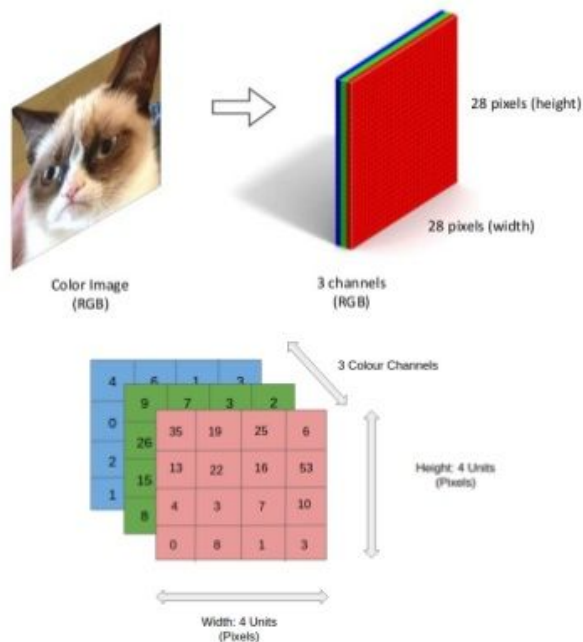 28 pixels (height)
28 pixels (width)
Color Image
(RGB)
3 channels
(RGB)
3 Colour Channels
4 6 1 3
9 7 3 2
0
26
2
15
1
8
35 19 25 6
13 22 16 53
4 3 7 10
0 8 1 3
Height: 4 Units
(Pixels)
Width: 4 Units
(Pixels)